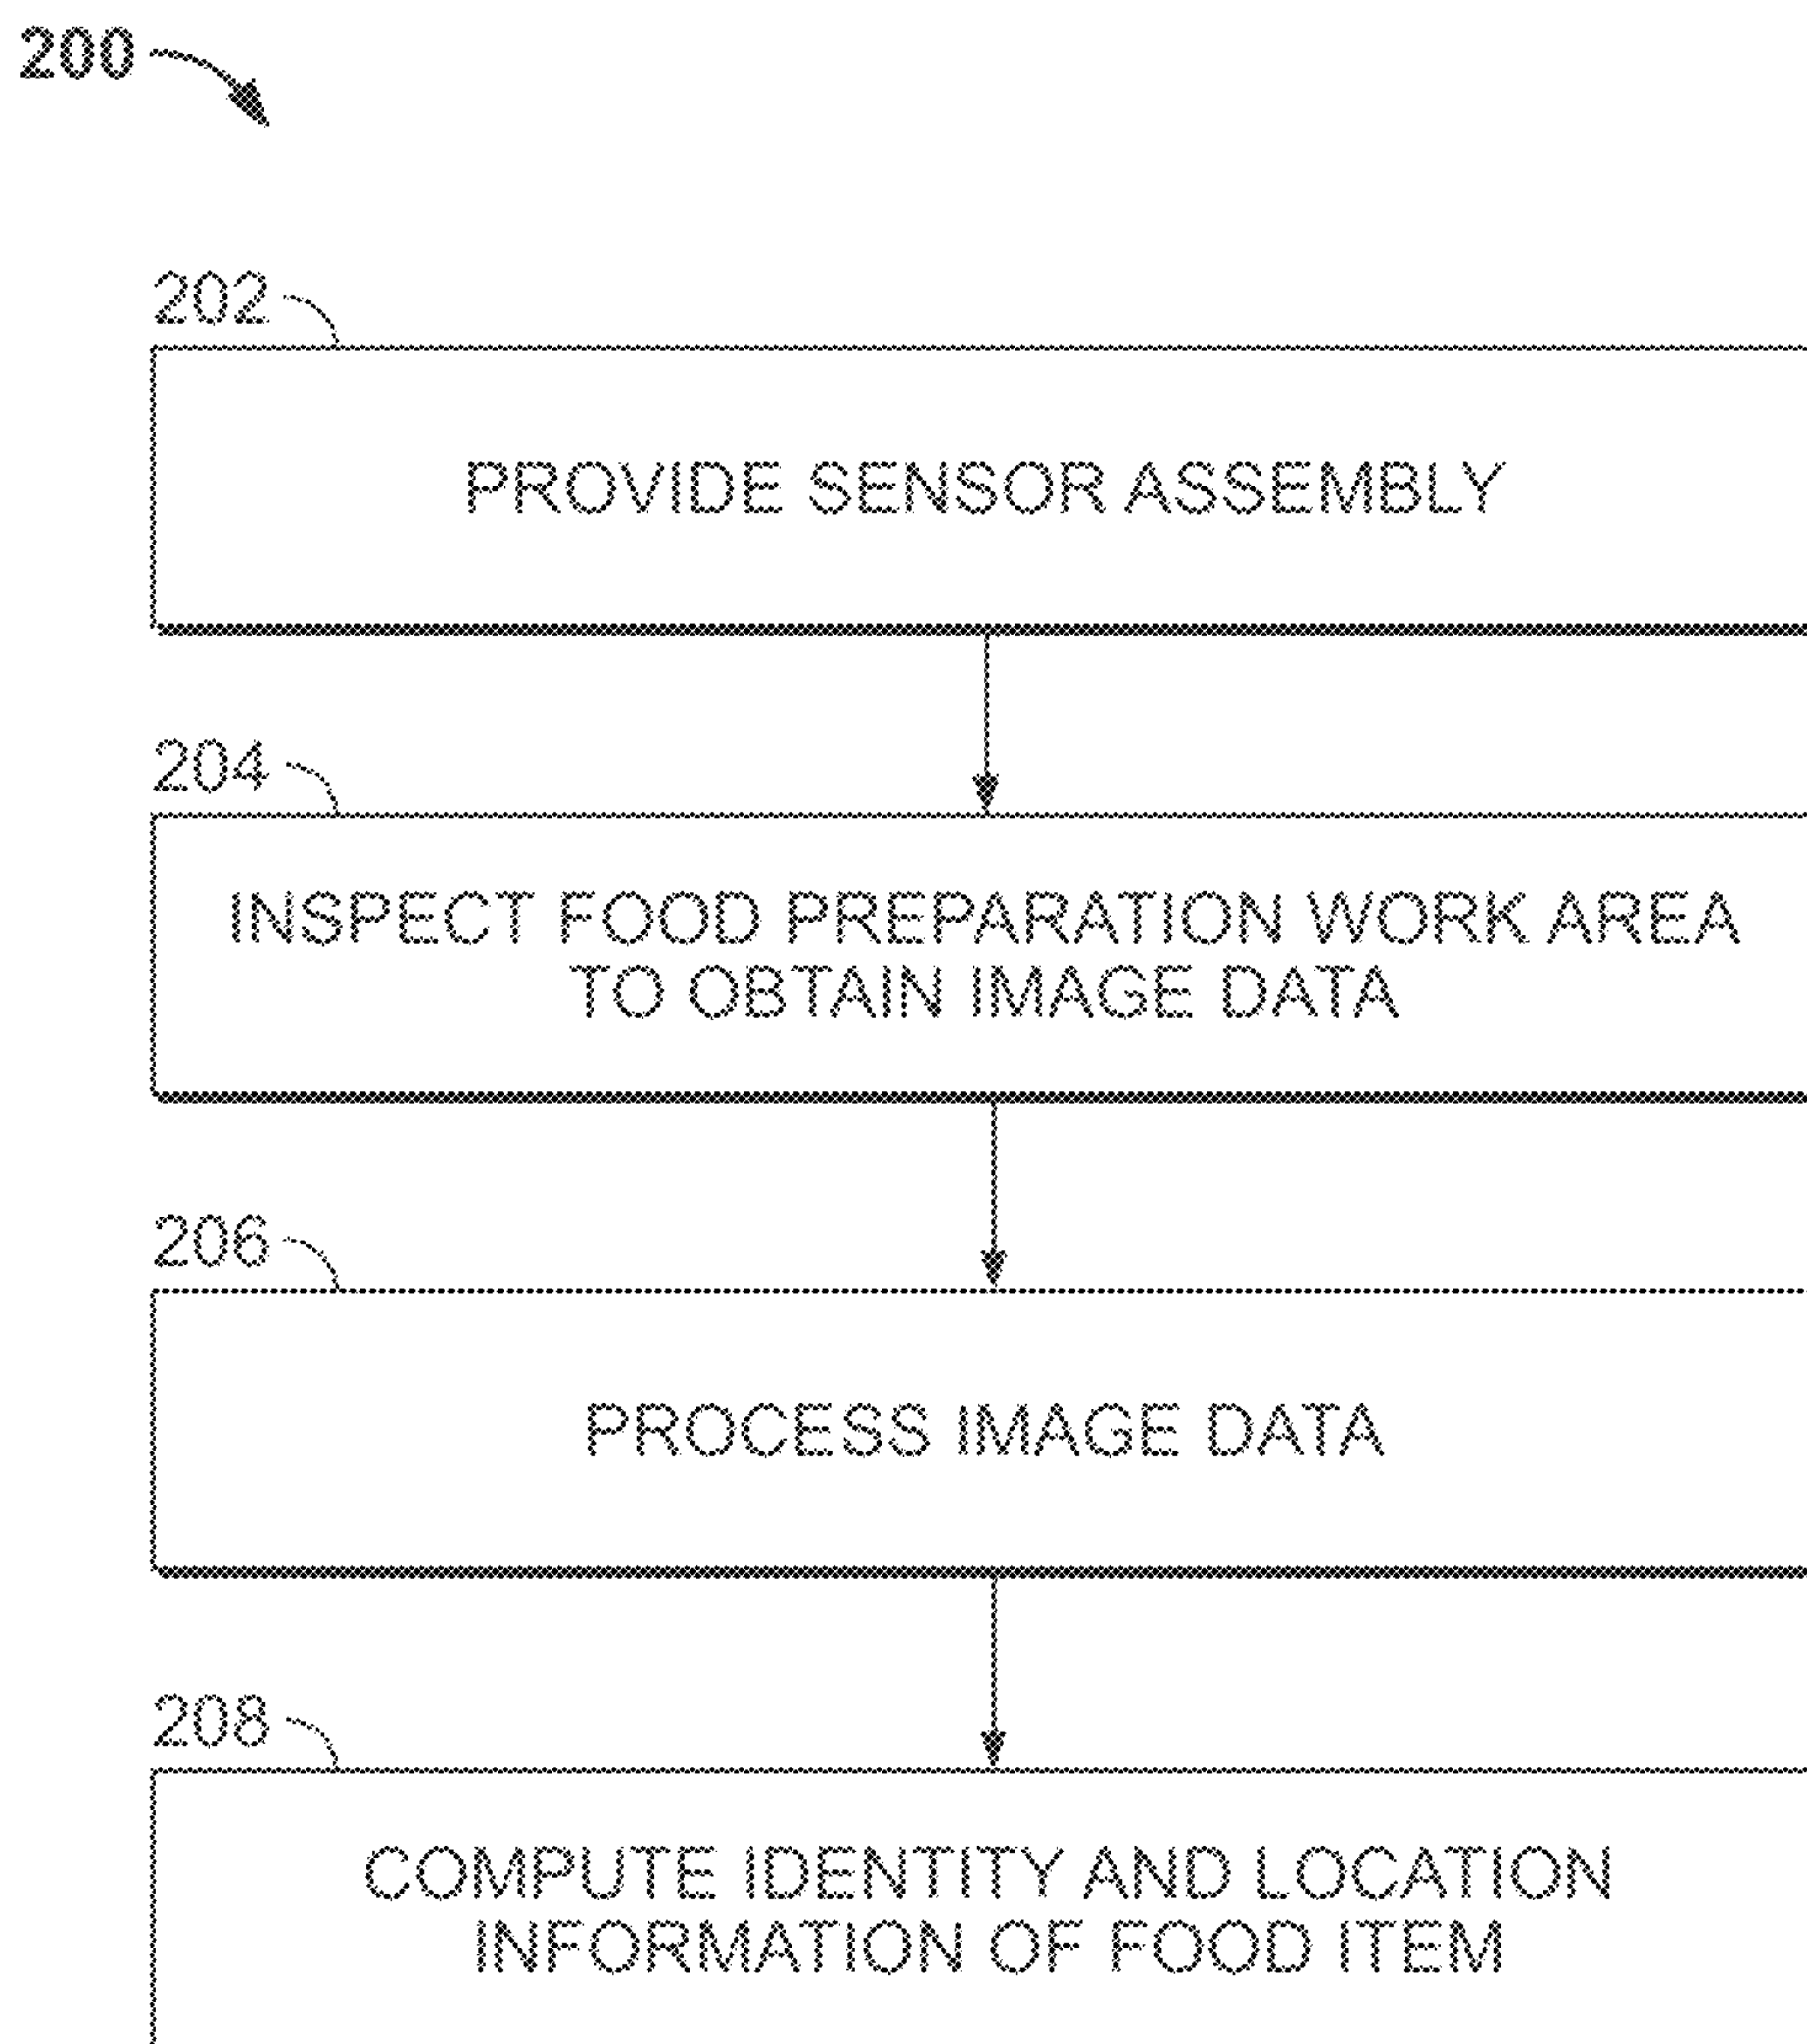 200
202
PROVIDE SENSOR ASSEMBLY
204
INSPECT FOOD PREPARATION WORK AREA
TO OBTAIN IMAGE DATA
206
PROCESS IMAGE DATA
208
COMPUTE IDENTITY AND LOCATION
INFORMATION OF FOOD ITEM